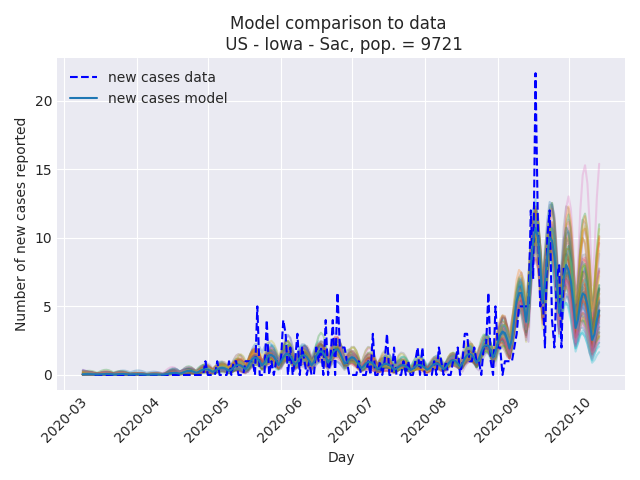 Model comparison to data
US - Iowa - Sac, pop. = 9721
new cases data
new cases model
Number of new cases reported
20
15
10
5
0
2020-03
2020-04
2020-05
2020-06
2020-07
2020-08
2020-09
2020-10
Day